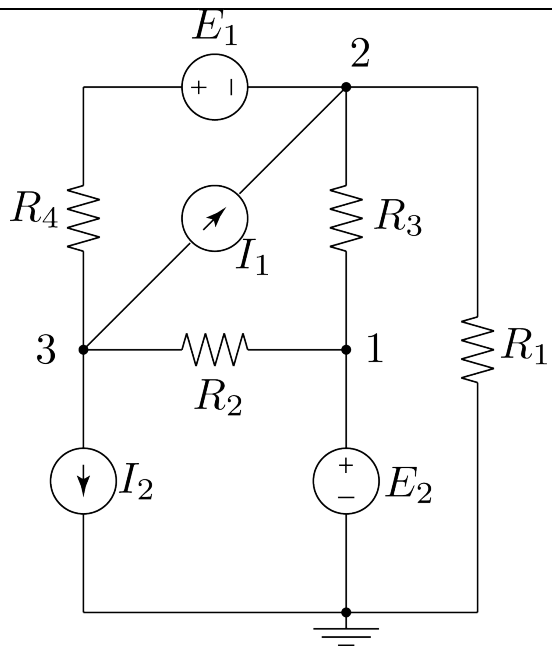 E₁
2
+ −
R₄
R₃
I₁
3
1
R₁
R₂
+
−
I₂
E₂